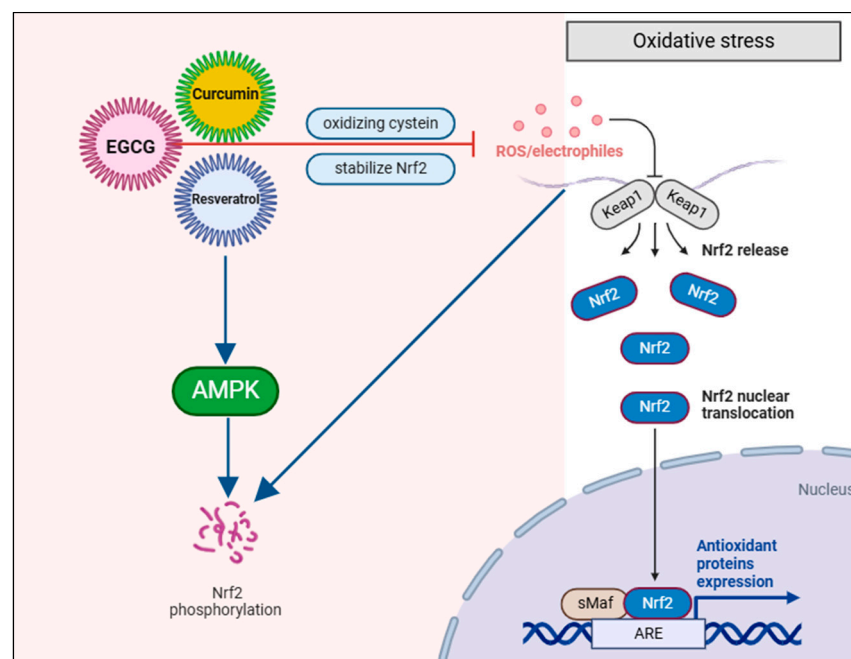 Oxidative stress
Curcumin
EGCG
Resveratrol
oxidizing cystein
stabilize Nrf2
ROS/electrophiles
Keap1
Keap1
Nrf2 release
Nrf2
Nrf2
Nrf2
Nrf2
Nrf2 nuclear
translocation
AMPK
Nrf2
phosphorylation
Nucleus
Antioxidant
proteins
expression
sMaf
Nrf2
ARE